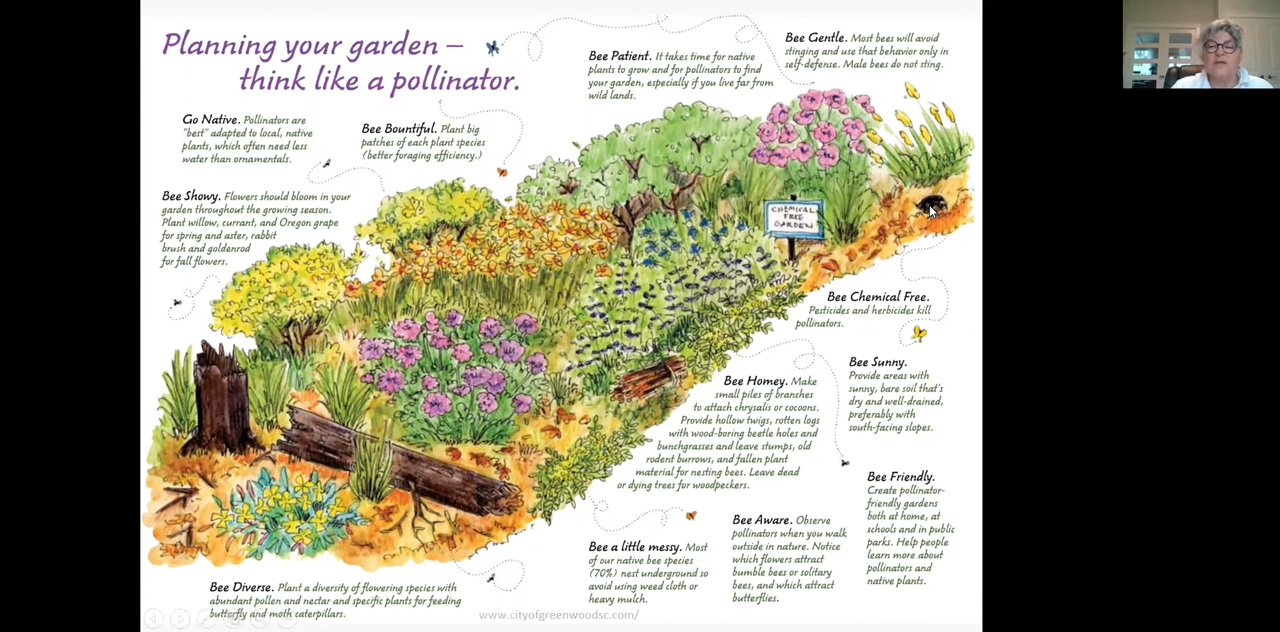 Planning your garden –
think like a pollinator.
Go Native. Pollinators are
"best" adapted to local, native
plants, which often need less
water than ornamentals.
Bee Bountiful. Plant big
patches of each plant species
(better foraging efficiency.)
Bee Patient. It takes time for native
plants to grow and for pollinators to find
your garden, especially if you live far from
wild lands.
Bee Gentle. Most bees will avoid
stinging and use that behavior only in
self-defense. Male bees do not sting.
Bee Showy. Flowers should bloom in your
garden throughout the growing season.
Plant willow, currant, and Oregon grape
for spring and aster, rabbit
brush and goldenrod
for fall flowers.
CHEMICAL
FREE
GARDEN
Bee Chemical Free.
Pesticides and herbicides kill
pollinators.
Bee Sunny.
Provide areas with
sunny, bare soil that's
dry and well-drained,
preferably with
south-facing slopes.
Bee Homey. Make
small piles of branches
to attach chrysalis or cocoons.
Provide hollow twigs, rotten logs
with wood-boring beetle holes and
bunchgrasses and leave stumps, old
rodent burrows, and fallen plant
material for nesting bees. Leave dead
or dying trees for woodpeckers.
Bee Friendly.
Create pollinator-
friendly gardens
both at home, at
schools and in public
parks. Help people
learn more about
pollinators and
native plants.
Bee a little messy. Most
of our native bee species
(70%) nest underground so
avoid using weed cloth or
heavy mulch.
Bee Aware. Observe
pollinators when you walk
outside in nature. Notice
which flowers attract
bumble bees or solitary
bees, and which attract
butterflies.
Bee Diverse. Plant a diversity of flowering species with
abundant pollen and nectar and specific plants for feeding
butterfly and moth caterpillars.
www.cityofgreenwoodsc.com/